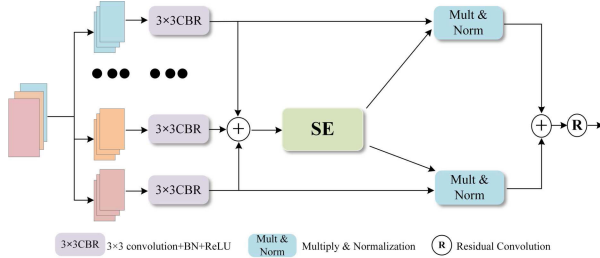 3×3CBR
Mult &
Norm
3×3CBR
+
SE
+
R
3×3CBR
Mult &
Norm
3×3CBR
3×3 convolution+BN+ReLU
Mult &
Norm
Multiply & Normalization
R
Residual Convolution